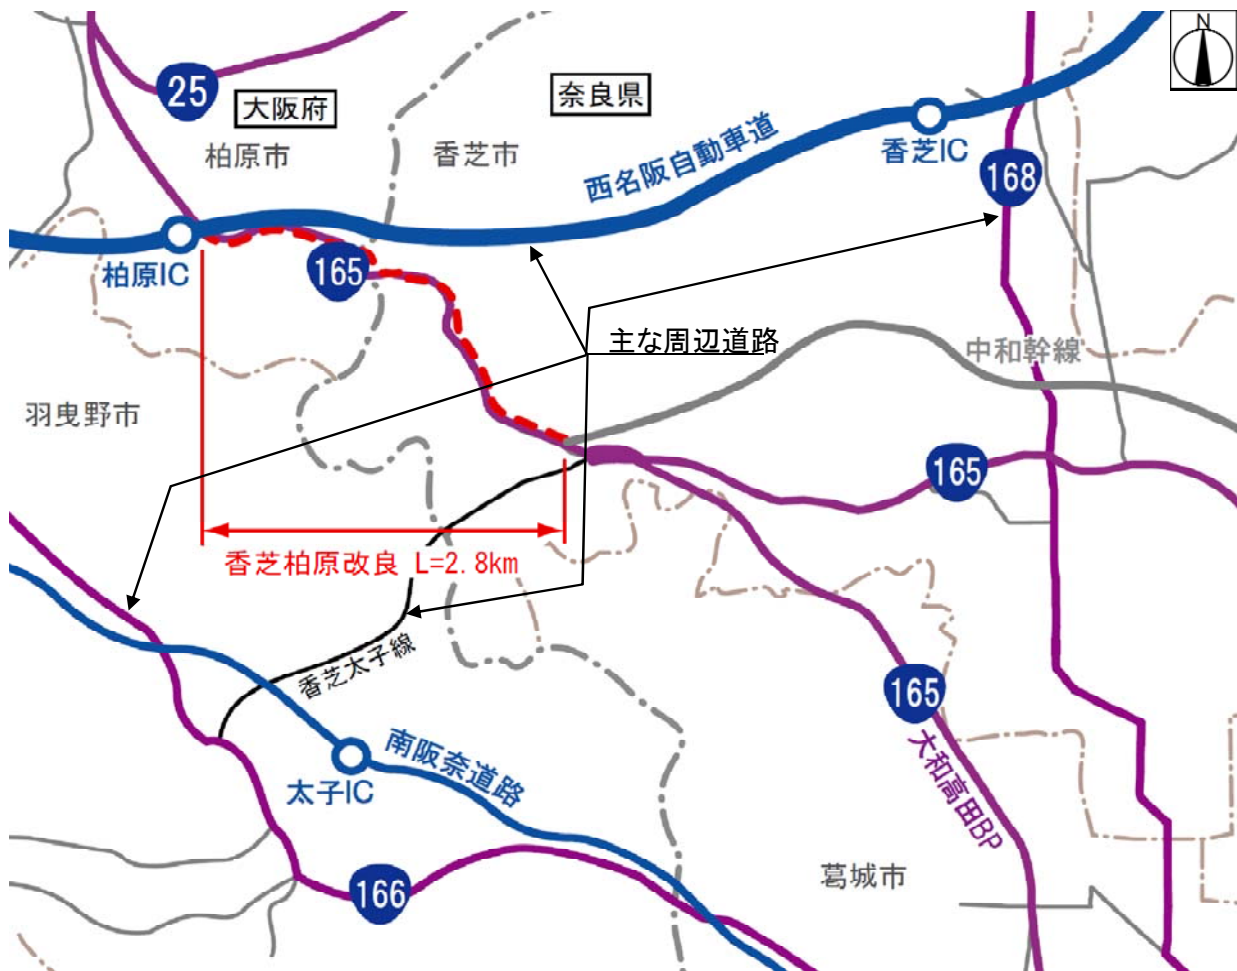 N
25
大阪府
奈良県
柏原市
香芝市
西名阪自動車道
香芝IC
168
柏原IC
165
主な周辺道路
中和幹線
羽曳野市
165
香芝柏原改良 L=2.8km
香芝太子線
165
南阪奈道路
大和高田BP
太子IC
166
葛城市